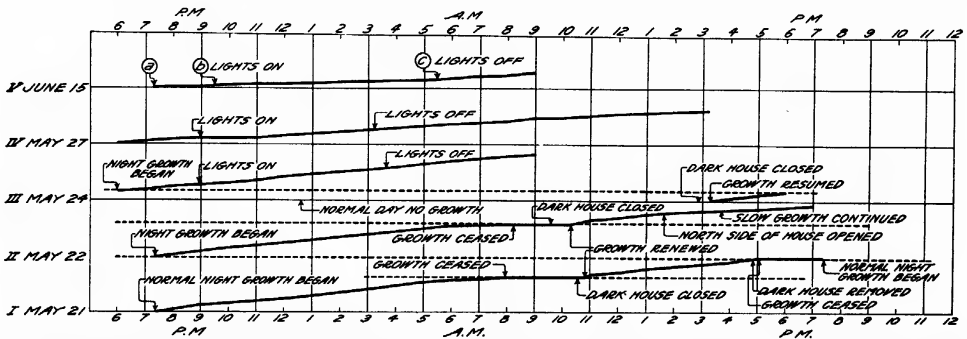 P.M A.M P M
6 7 8 9 10 11 12 1 2 3 4 5 6 7 8 9 10 11 12 1 2 3 4 5 6 7 8 9 10 11 12
a b LIGHTS ON c LIGHTS OFF
V JUNE 15
LIGHTS ON LIGHTS OFF
IV MAY 27
NIGHT GROWTH
BEGAN
LIGHTS ON LIGHTS OFF
DARK HOUSE CLOSED
GROWTH RESUMED
III MAY 24
NORMAL DAY NO GROWTH
DARK HOUSE CLOSED
SLOW GROWTH CONTINUED
NIGHT GROWTH BEGAN
GROWTH CEASED
NORTH SIDE OF HOUSE OPENED
GROWTH RENEWED
II MAY 22
GROWTH CEASED
NORMAL NIGHT
GROWTH BEGAN
NORMAL NIGHT GROWTH BEGAN
DARK HOUSE CLOSED
DARK HOUSE REMOVED
GROWTH CEASED
I MAY 21
6 7 8 9 10 11 12 1 2 3 4 5 6 7 8 9 10 11 12 1 2 3 4 5 6 7 8 9 10 11 12
P.M A.M. P M.